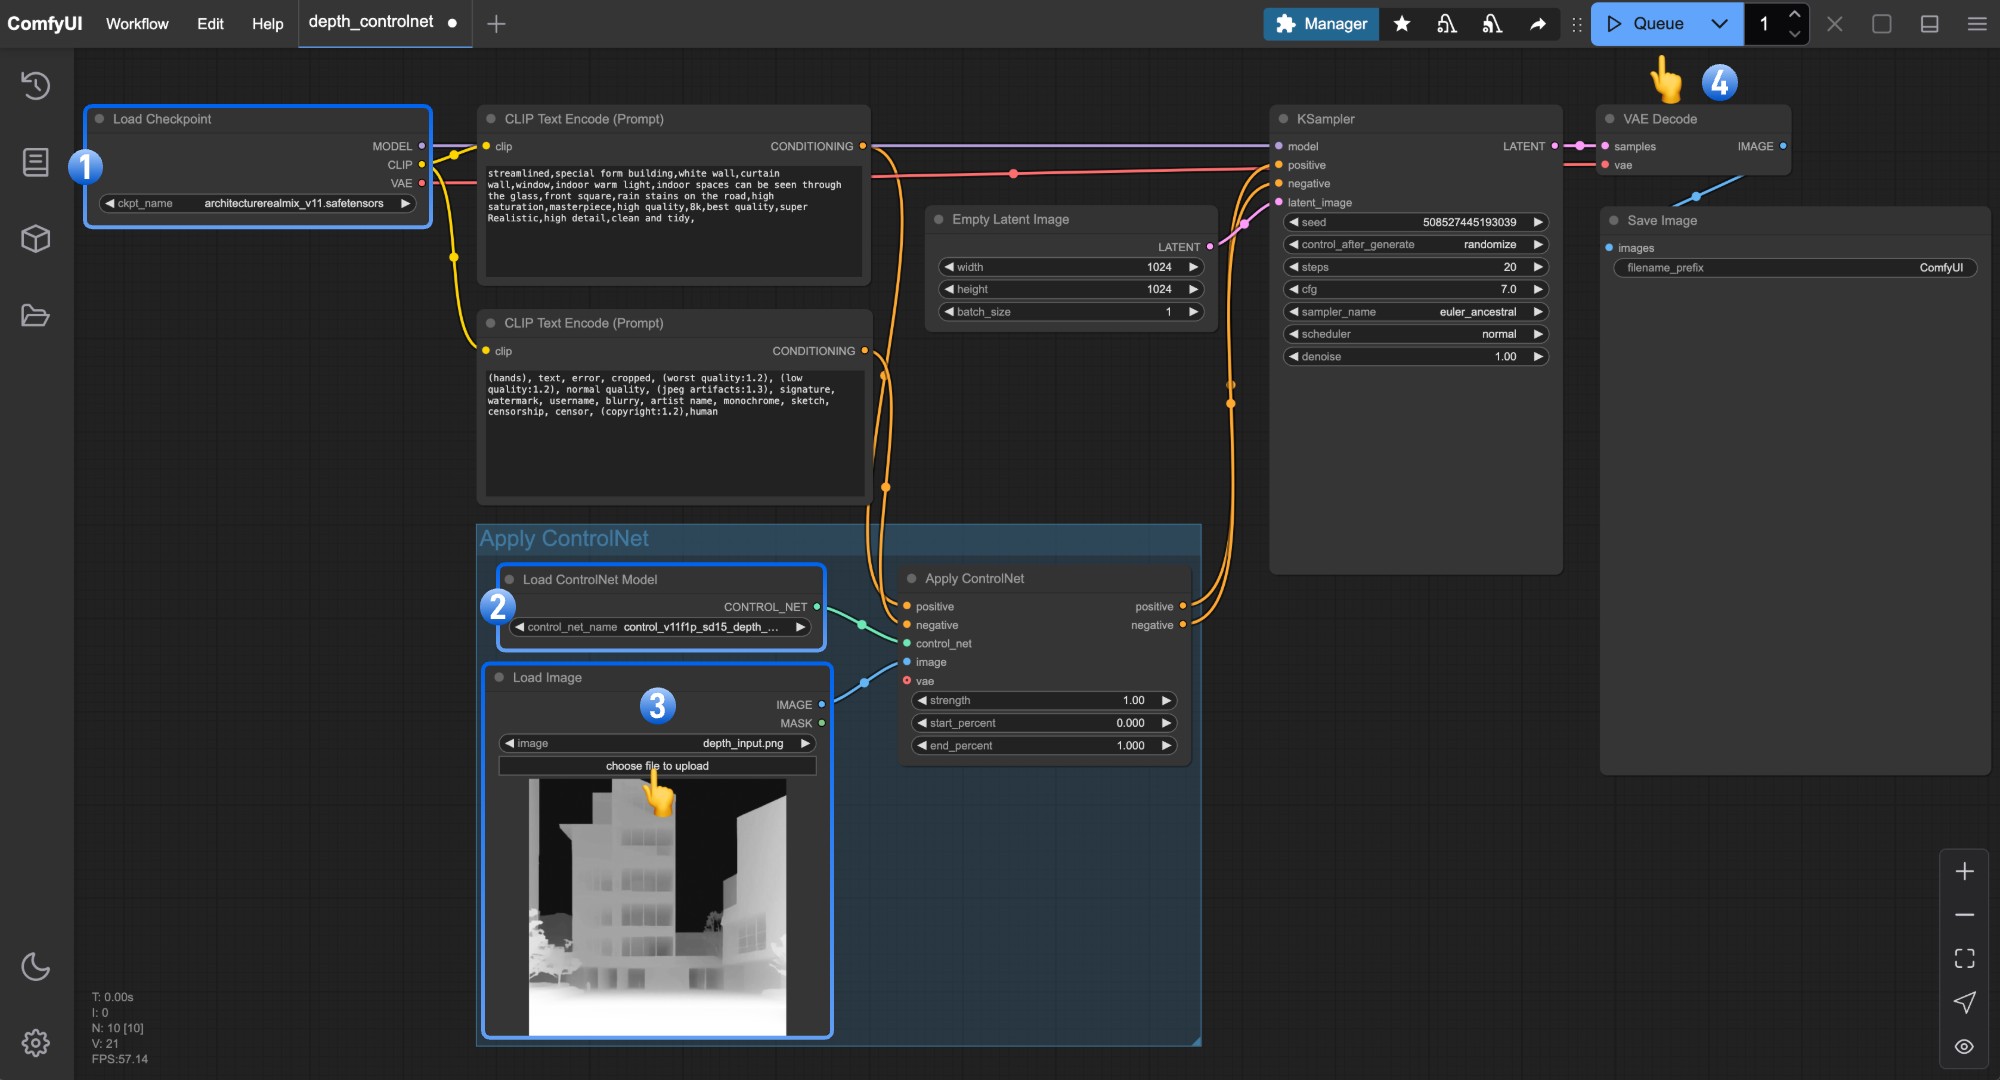 ComfyUI
Workflow
Edit
Help
depth_controlnet
Manager
Queue
1
4
Load Checkpoint
MODEL
CLIP
VAE
1
ckpt_name
architecturerealmix_v11.safetensors
CLIP Text Encode (Prompt)
clip
CONDITIONING
streamlined,special form building,white wall,curtain
wall,window,indoor warm light,indoor spaces can be seen through
the glass,front square,rain stains on the road,high
saturation,masterpiece,high quality,8k,best quality,super
Realistic,high detail,clean and tidy,
CLIP Text Encode (Prompt)
clip
CONDITIONING
(hands), text, error, cropped, (worst quality:1.2), (low
quality:1.2), normal quality, (jpeg artifacts:1.3), signature,
watermark, username, blurry, artist name, monochrome, sketch,
censorship, censor, (copyright:1.2),human
Empty Latent Image
LATENT
width
1024
height
1024
batch_size
1
KSampler
model
LATENT
positive
negative
latent_image
seed
508527445193039
control_after_generate
randomize
steps
20
cfg
7.0
sampler_name
euler_ancestral
scheduler
normal
denoise
1.00
VAE Decode
samples
IMAGE
vae
Save Image
images
filename_prefix
ComfyUI
Apply ControlNet
Load ControlNet Model
CONTROL_NET
2
control_net_name
control_v11f1p_sd15_depth_...
Load Image
3
IMAGE
MASK
image
depth_input.png
choose file to upload
Apply ControlNet
positive
positive
negative
negative
control_net
image
vae
strength
1.00
start_percent
0.000
end_percent
1.000
T: 0.00s
I: 0
N: 10 [10]
V: 21
FPS:57.14